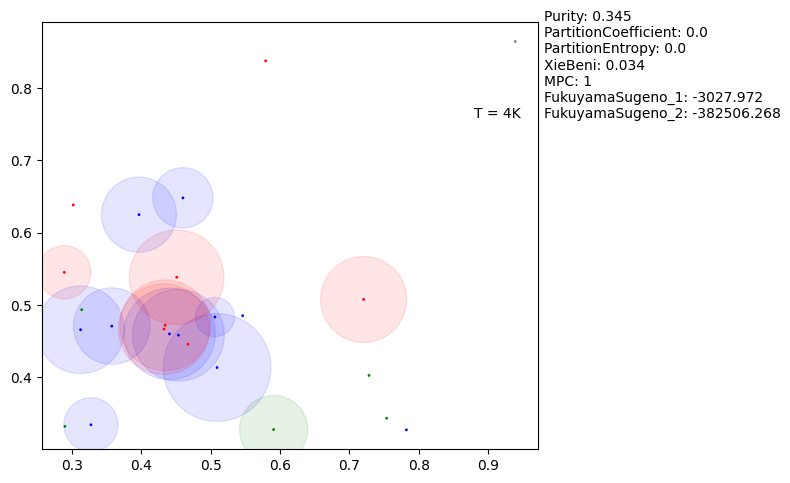 Purity: 0.345
PartitionCoefficient: 0.0
PartitionEntropy: 0.0
XieBeni: 0.034
MPC: 1
FukuyamaSugeno_1: -3027.972
FukuyamaSugeno_2: -382506.268
T = 4K
0.8
0.7
0.6
0.5
0.4
0.3 0.4 0.5 0.6 0.7 0.8 0.9